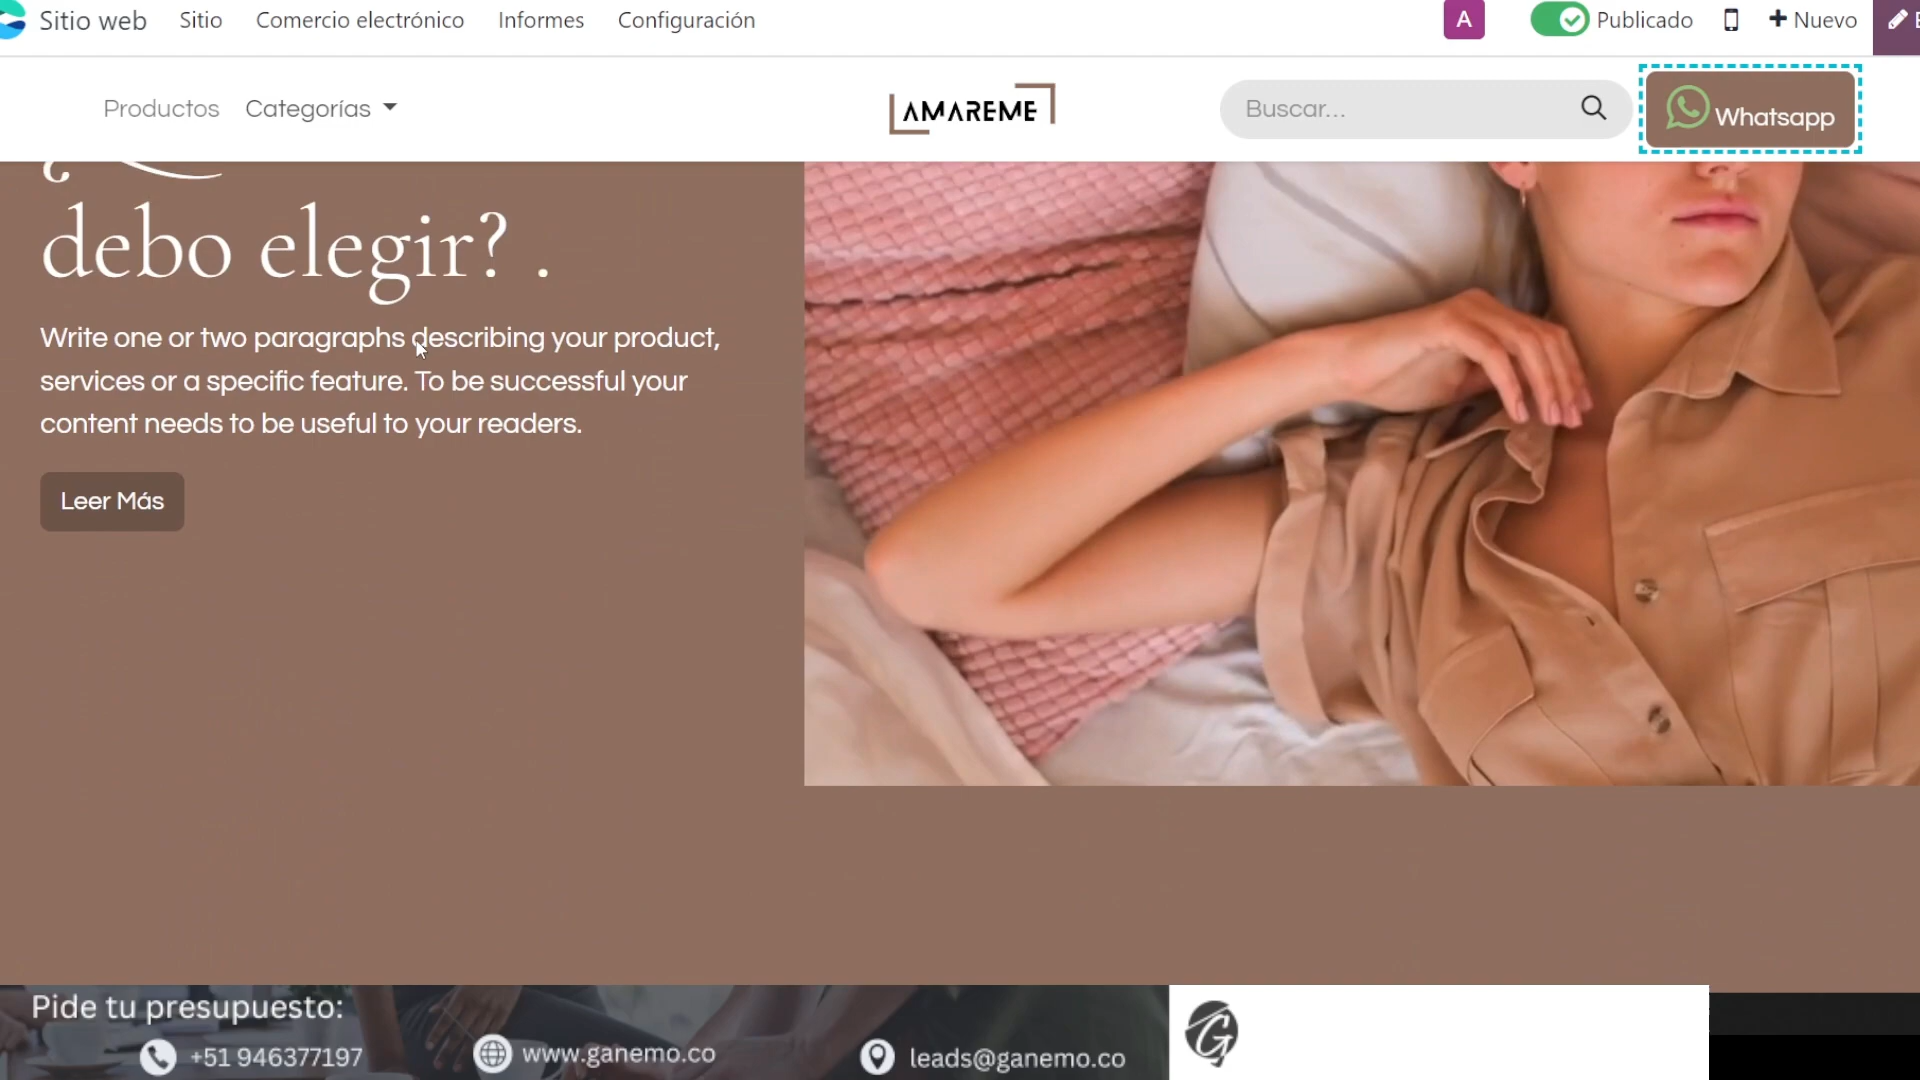 Sitio web Sitio Comercio electrónico Informes Configuración A Publicado + Nuevo
Productos Categorías AMAREME Buscar... Whatsapp
debo elegir? .
Write one or two paragraphs describing your product,
services or a specific feature. To be successful your
content needs to be useful to your readers.
Leer Más
Pide tu presupuesto:
+51 946377197 www.ganemo.co leads@ganemo.co G